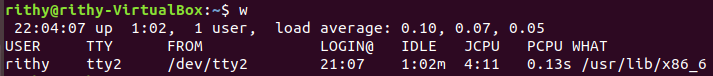 rithy@rithy-VirtualBox:~$ w
 22:04:07 up  1:02,  1 user,  load average: 0.10, 0.07, 0.05
USER     TTY      FROM             LOGIN@   IDLE   JCPU   PCPU WHAT
rithy    tty2     /dev/tty2        21:07    1:02m  4:11   0.13s /usr/lib/x86_6